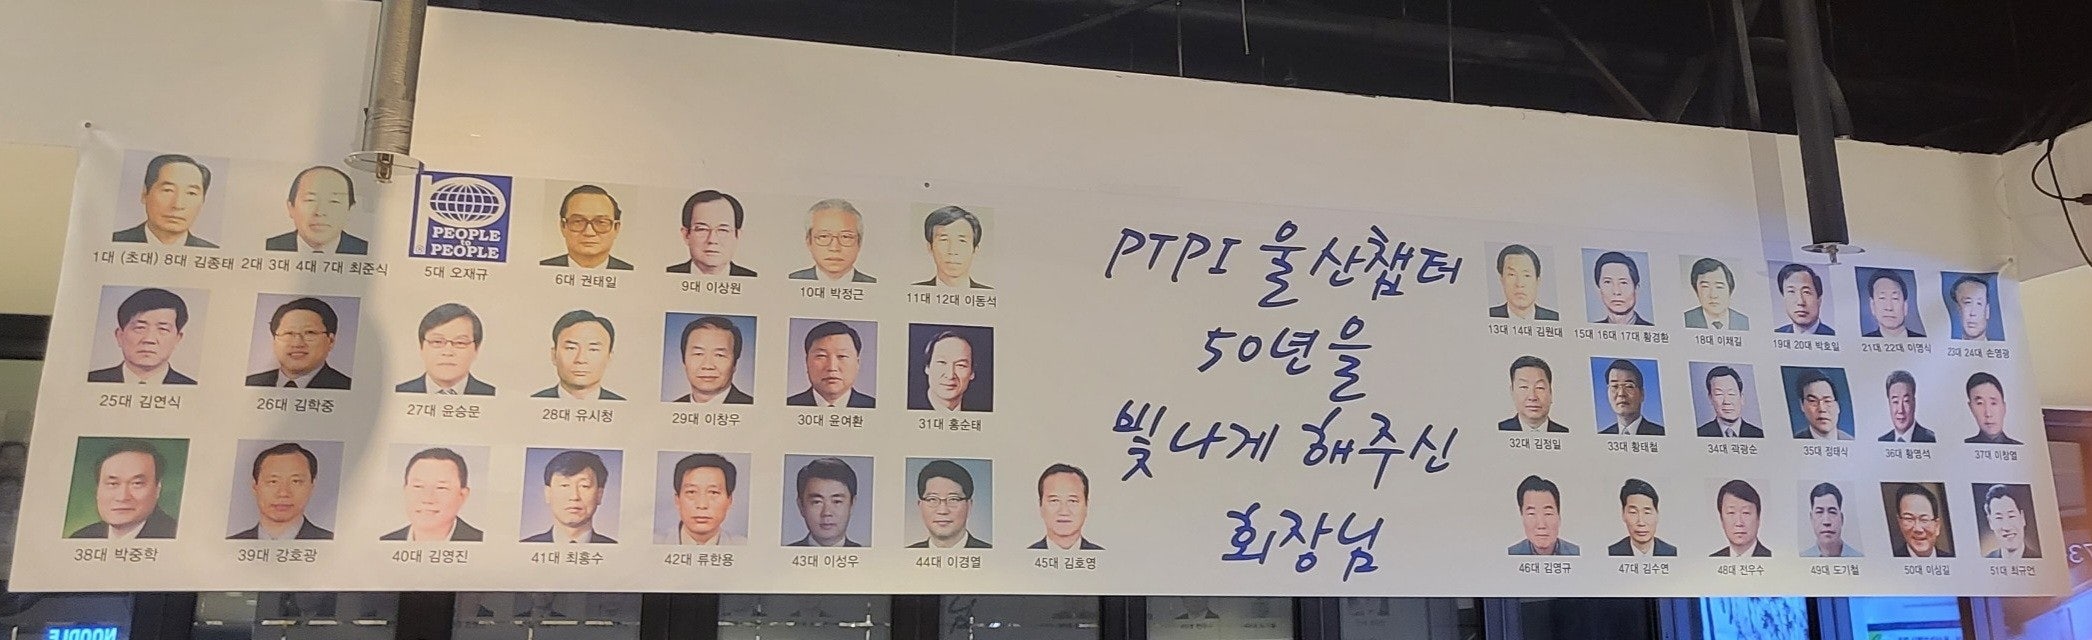 PEOPLE
to
PEOPLE
®
1대 (초대) 8대 김종태
2대 3대 4대 7대 최준식
5대 오재규
6대 권태일
9대 이상원
10대 박정근
11대 12대 이동석
PTPI 울산챕터
50년을
빛나게 해주신
회장님
13대 14대 김원대
15대 16대 17대 황경환
18대 이채길
19대 20대 박효일
21대 22대 이명식
23대 24대 손영광
25대 김연식
26대 김학중
27대 윤승문
28대 유시청
29대 이창우
30대 윤여환
31대 홍순태
32대 김정일
33대 황태철
34대 곽광순
35대 정태식
36대 황명석
37대 이창열
38대 박중학
39대 강호광
40대 김영진
41대 최홍수
42대 류한용
43대 이성우
44대 이경열
45대 김호영
46대 김명규
47대 김수연
48대 전우수
49대 도기철
50대 이심길
51대 최규언
NOODLE